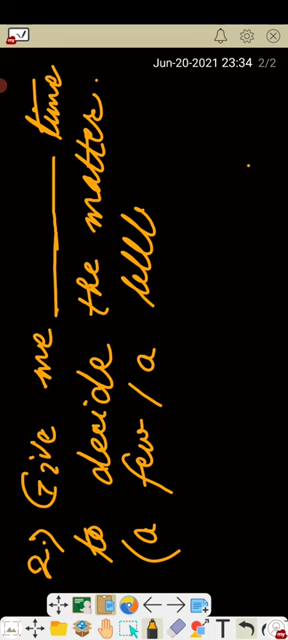 Jun-20-2021 23:34 2/2
2.) Give me ______ time
to decide the matter.
(a few / a